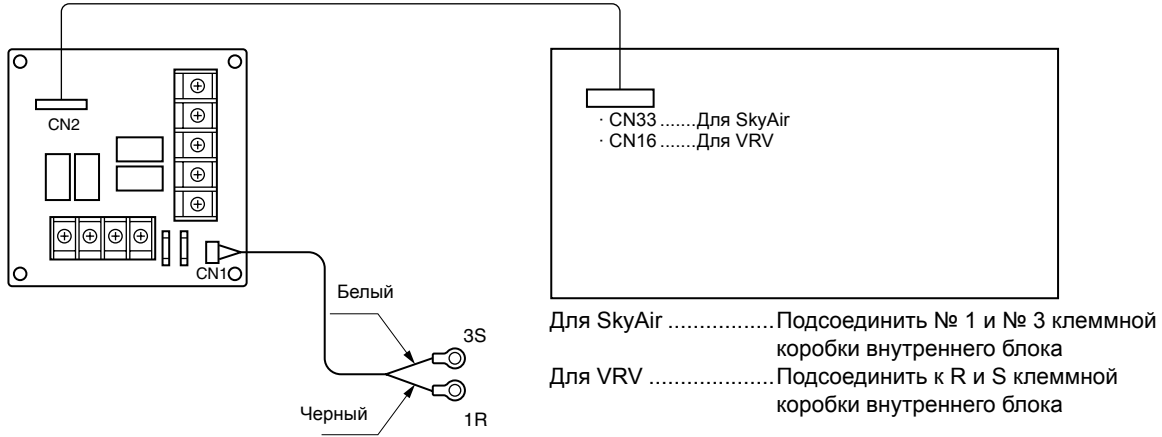 CN2
· CN33 .......Для SkyAir
· CN16 .......Для VRV
CN1
Белый
3S
Черный
1R
Для SkyAir .................Подсоединить № 1 и № 3 клеммной
коробки внутреннего блока
Для VRV ....................Подсоединить к R и S клеммной
коробки внутреннего блока